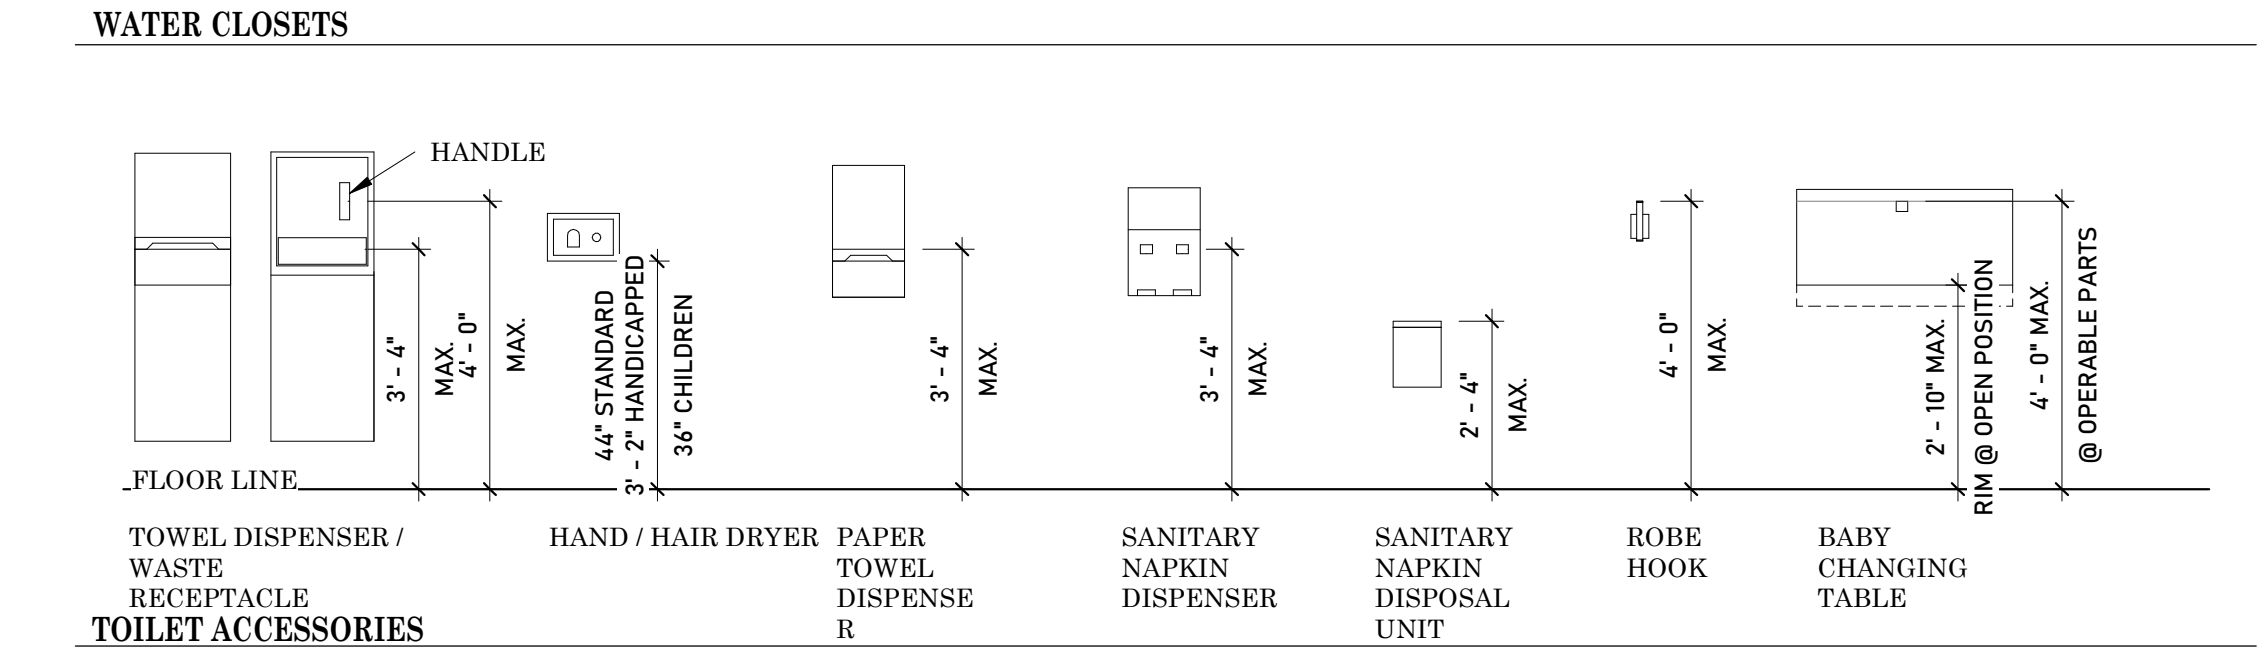 WATER CLOSETS
HANDLE
3' - 4"
MAX.
4' - 0"
MAX.
44" STANDARD
3' - 2" HANDICAPPED
36" CHILDREN
3' - 4"
MAX.
3' - 4"
MAX.
2' - 4"
MAX.
4' - 0"
MAX.
2' - 10" MAX.
RIM @ OPEN POSITION
4' - 0" MAX.
@ OPERABLE PARTS
FLOOR LINE
TOWEL DISPENSER /
WASTE
RECEPTACLE
HAND / HAIR DRYER
PAPER
TOWEL
DISPENSE
R
SANITARY
NAPKIN
DISPENSER
SANITARY
NAPKIN
DISPOSAL
UNIT
ROBE
HOOK
BABY
CHANGING
TABLE
TOILET ACCESSORIES